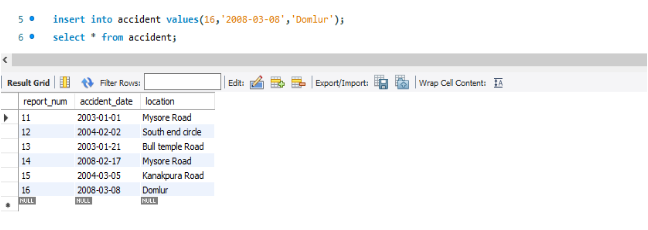 5 insert into accident values(16,'2008-03-08','Domlur');
6 select * from accident;
Result Grid Filter Rows: Edit: Export/Import: Wrap Cell Content:
report_num accident_date location
11 2003-01-01 Mysore Road
12 2004-02-02 South end circle
13 2003-01-21 Bull temple Road
14 2008-02-17 Mysore Road
15 2004-03-05 Kanakpura Road
16 2008-03-08 Domlur
NULL NULL NULL